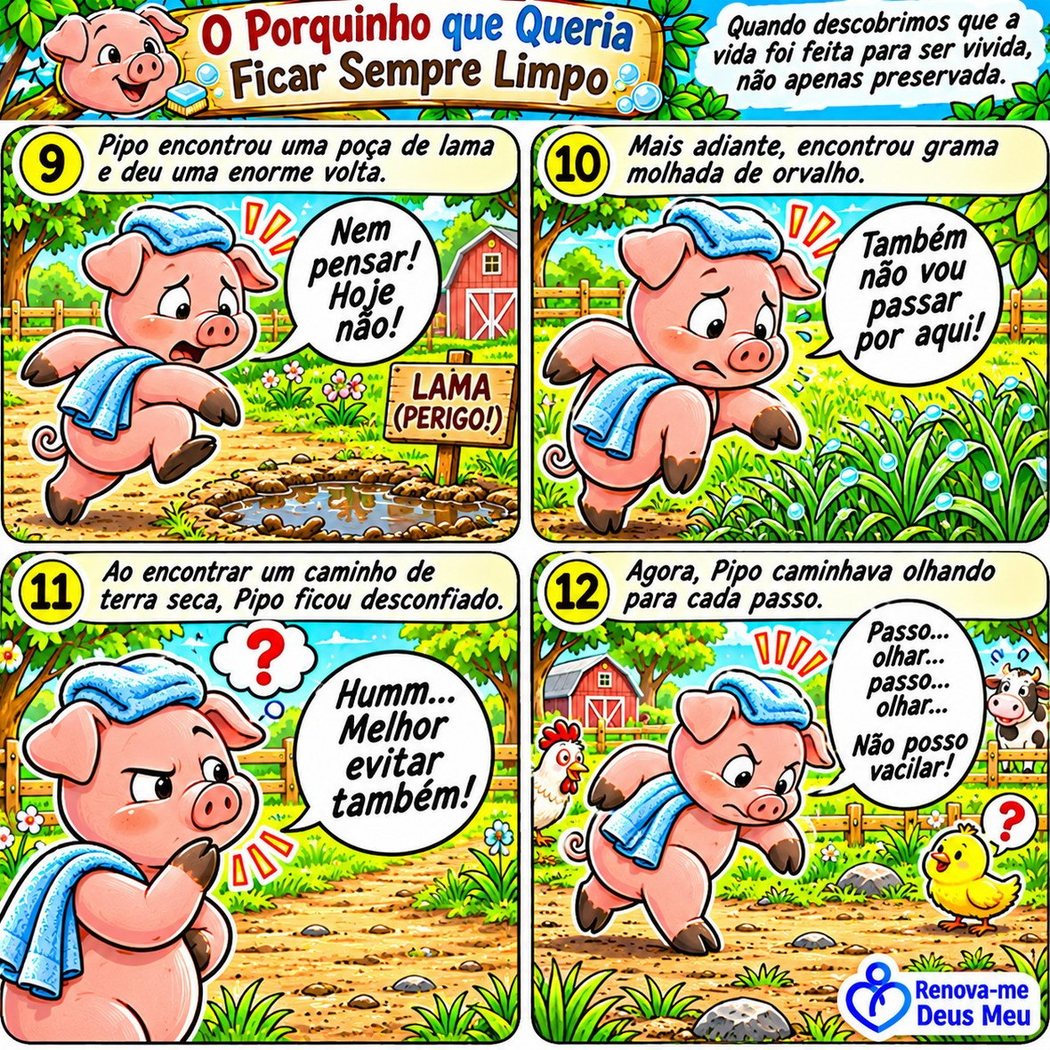 O Porquinho que Queria
Ficar Sempre Limpo
Quando descobrimos que a
vida foi feita para ser vivida,
não apenas preservada.
9
Pipo encontrou uma poça de lama
e deu uma enorme volta.
Nem
pensar!
Hoje
não!
LAMA
(PERIGO!)
10
Mais adiante, encontrou grama
molhada de orvalho.
Também
não vou
passar
por aqui!
11
Ao encontrar um caminho de
terra seca, Pipo ficou desconfiado.
?
Humm...
Melhor
evitar
também!
12
Agora, Pipo caminhava olhando
para cada passo.
Passo...
olhar...
passo...
olhar...
Não posso
vacilar!
?
Renova-me
Deus Meu